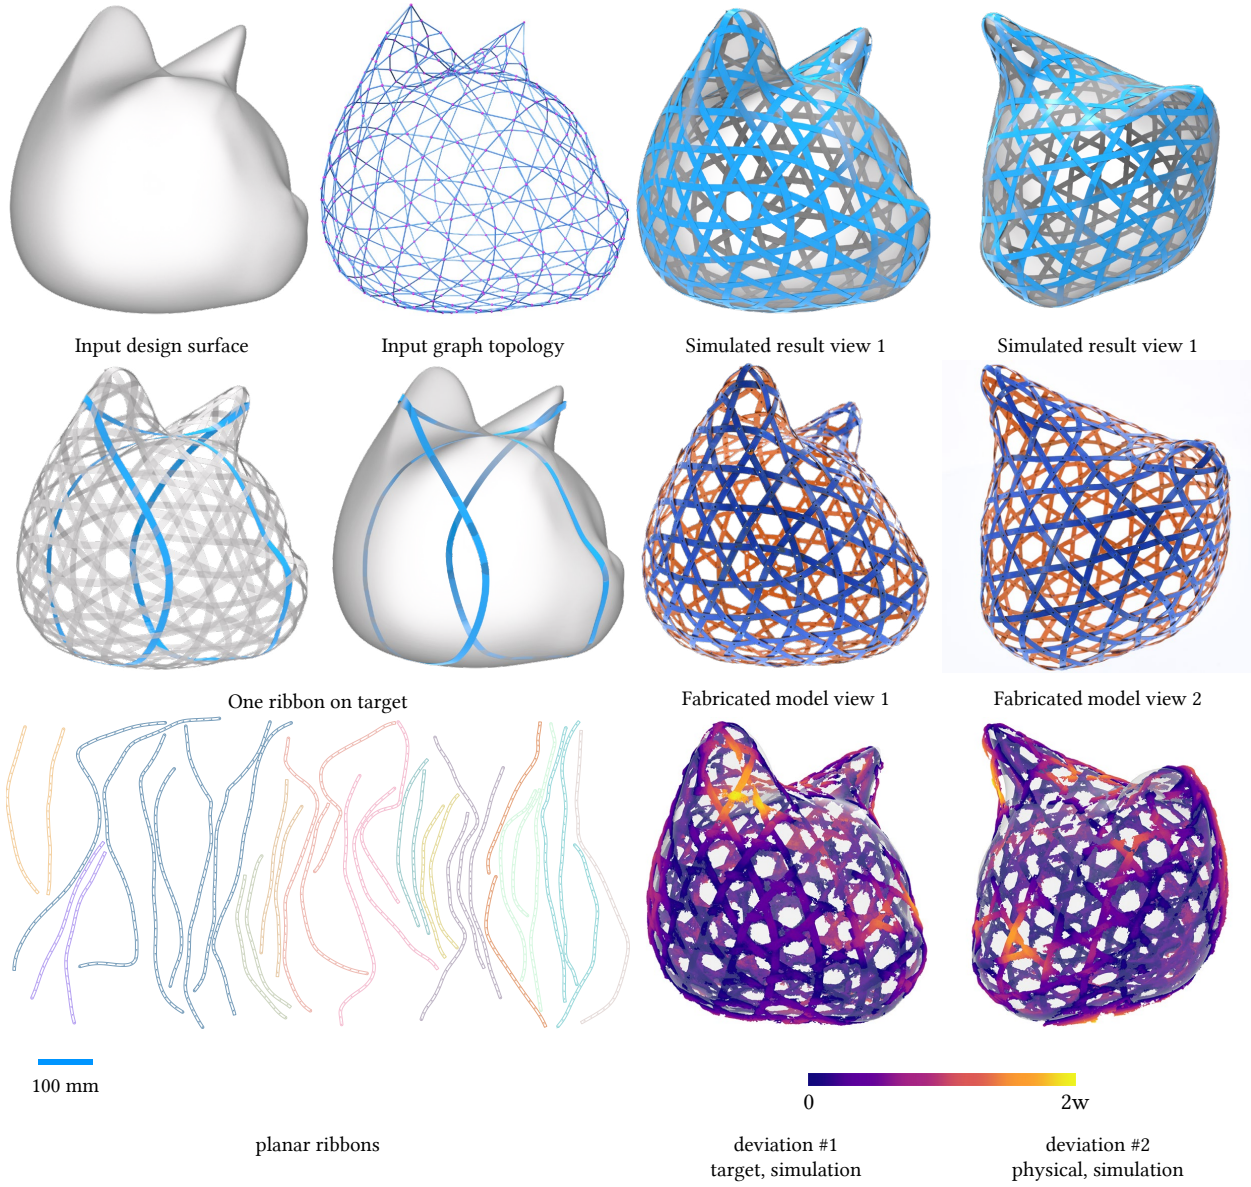 Input design surface
Input graph topology
Simulated result view 1
Simulated result view 1
One ribbon on target
Fabricated model view 1
Fabricated model view 2
100 mm
0
2w
planar ribbons
deviation #1
target, simulation
deviation #2
physical, simulation